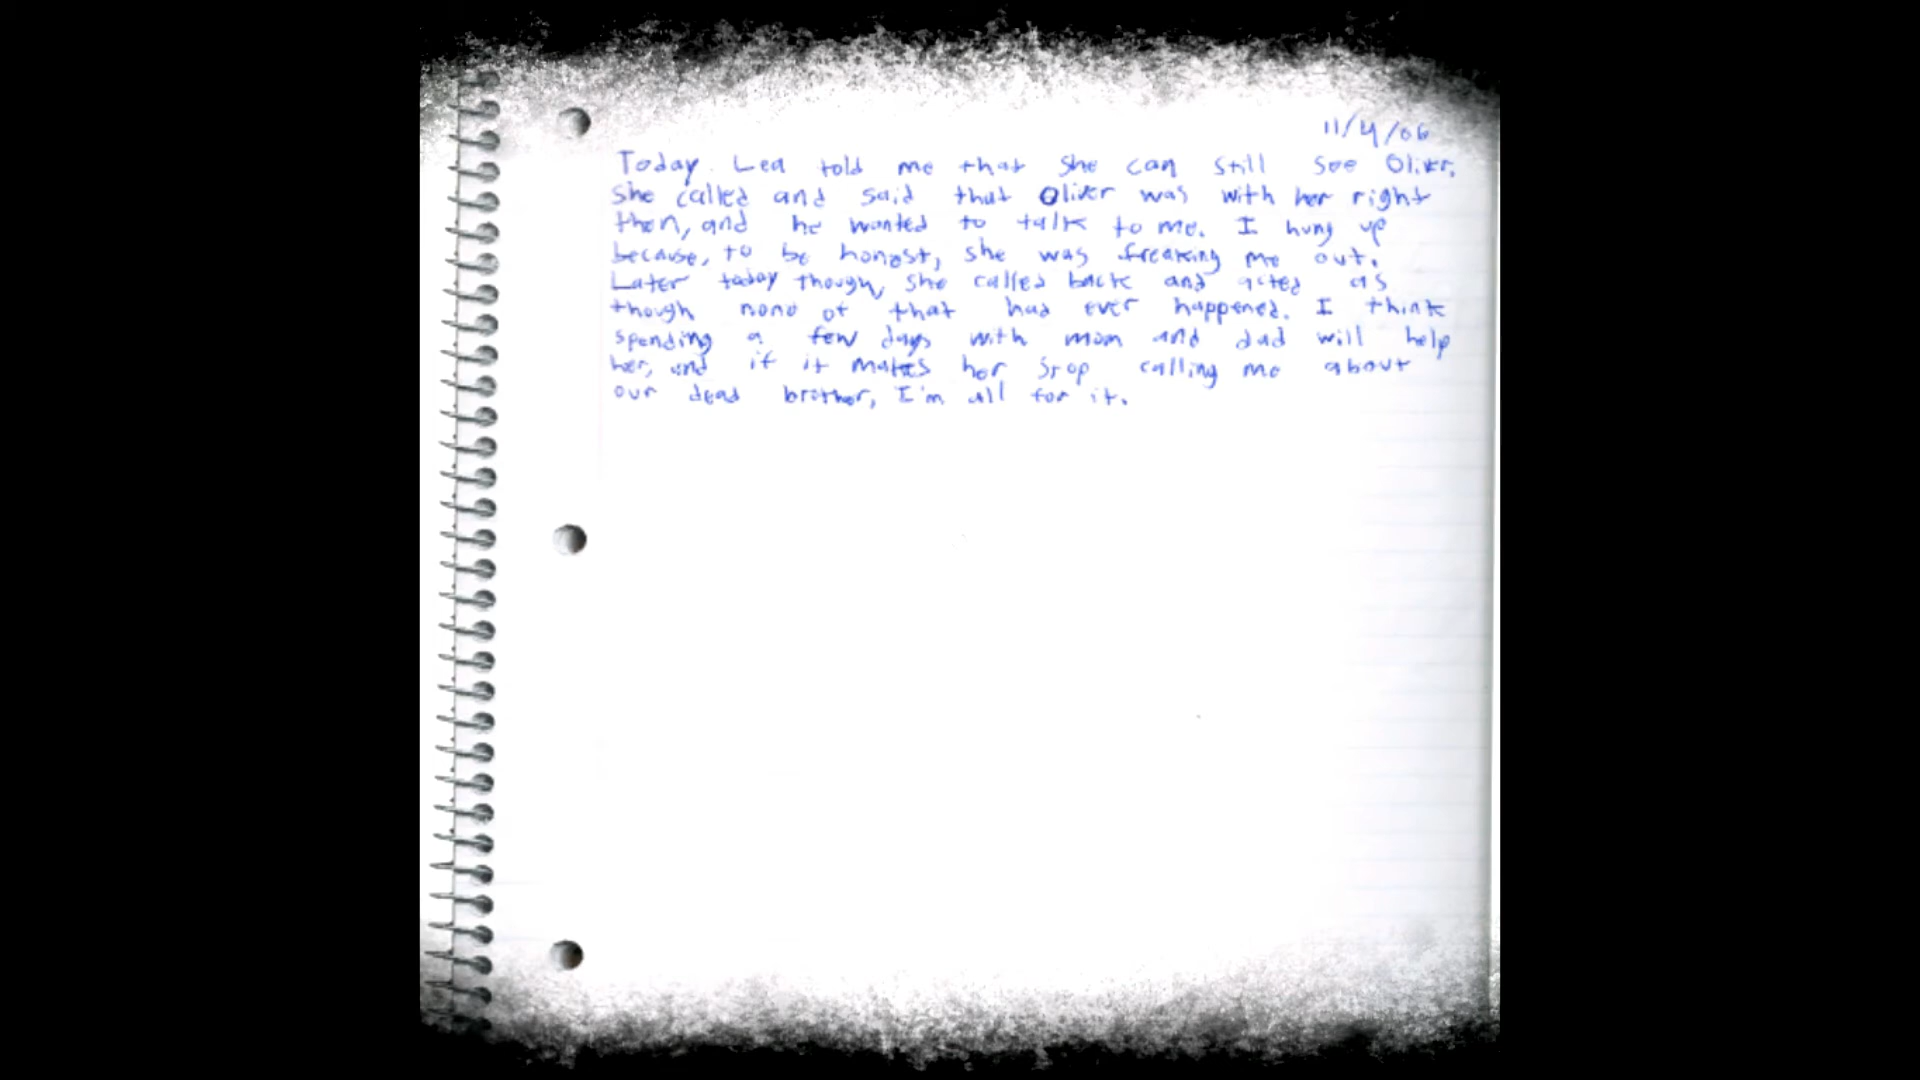 11/4/06
Today Lea told me that she can still see Oliver.
She called and said that Oliver was with her right
then, and he wanted to talk to me. I hung up
because, to be honest, she was freaking me out.
Later today though, she called back and acted as
though none of that had ever happened. I think
spending a few days with mom and dad will help
her, and if it makes her stop calling me about
our dead brother, I'm all for it.